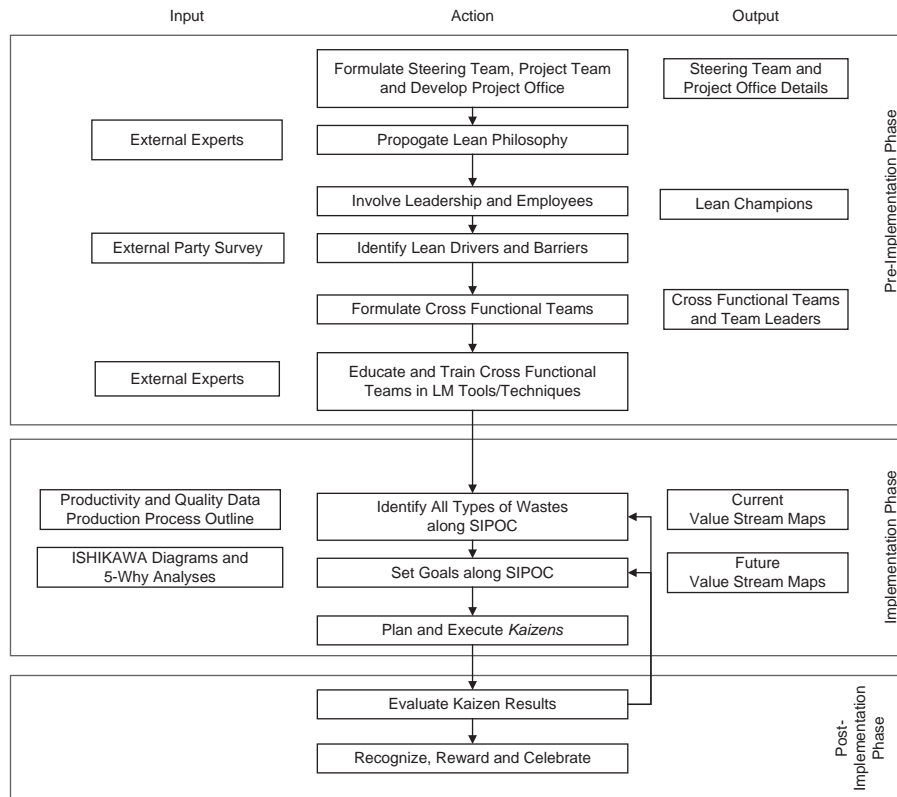 Input
Action
Output
Formulate Steering Team, Project Team
and Develop Project Office
Steering Team and
Project Office Details
External Experts
Propogate Lean Philosophy
Involve Leadership and Employees
Lean Champions
External Party Survey
Identify Lean Drivers and Barriers
Formulate Cross Functional Teams
Cross Functional Teams
and Team Leaders
External Experts
Educate and Train Cross Functional
Teams in LM Tools/Techniques
Pre-Implementation Phase
Productivity and Quality Data
Production Process Outline
Identify All Types of Wastes
along SIPOC
Current
Value Stream Maps
ISHIKAWA Diagrams and
5-Why Analyses
Set Goals along SIPOC
Future
Value Stream Maps
Plan and Execute Kaizens
Implementation Phase
Evaluate Kaizen Results
Recognize, Reward and Celebrate
Post-
Implementation
Phase